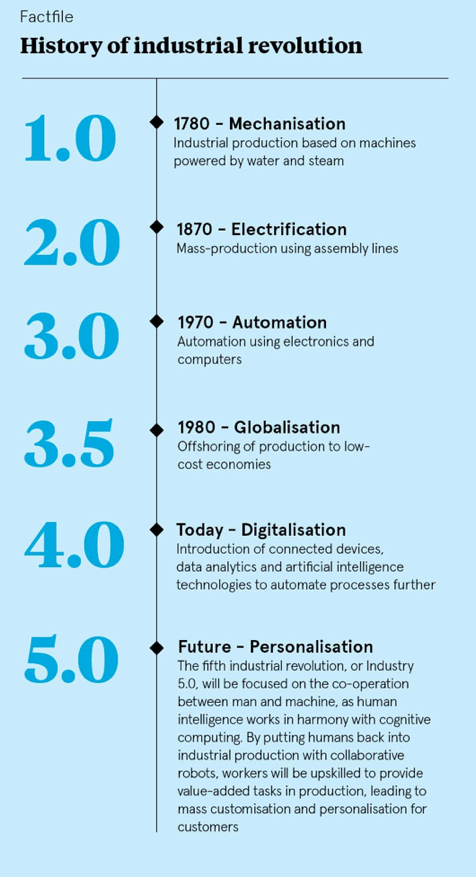 Factfile
History of industrial revolution
1.0
1780 – Mechanisation
Industrial production based on machines
powered by water and steam
2.0
1870 – Electrification
Mass-production using assembly lines
3.0
1970 – Automation
Automation using electronics and
computers
3.5
1980 – Globalisation
Offshoring of production to low-
cost economies
4.0
Today – Digitalisation
Introduction of connected devices,
data analytics and artificial intelligence
technologies to automate processes further
5.0
Future – Personalisation
The fifth industrial revolution, or Industry
5.0, will be focused on the co-operation
between man and machine, as human
intelligence works in harmony with cognitive
computing. By putting humans back into
industrial production with collaborative
robots, workers will be upskilled to provide
value-added tasks in production, leading to
mass customisation and personalisation for
customers